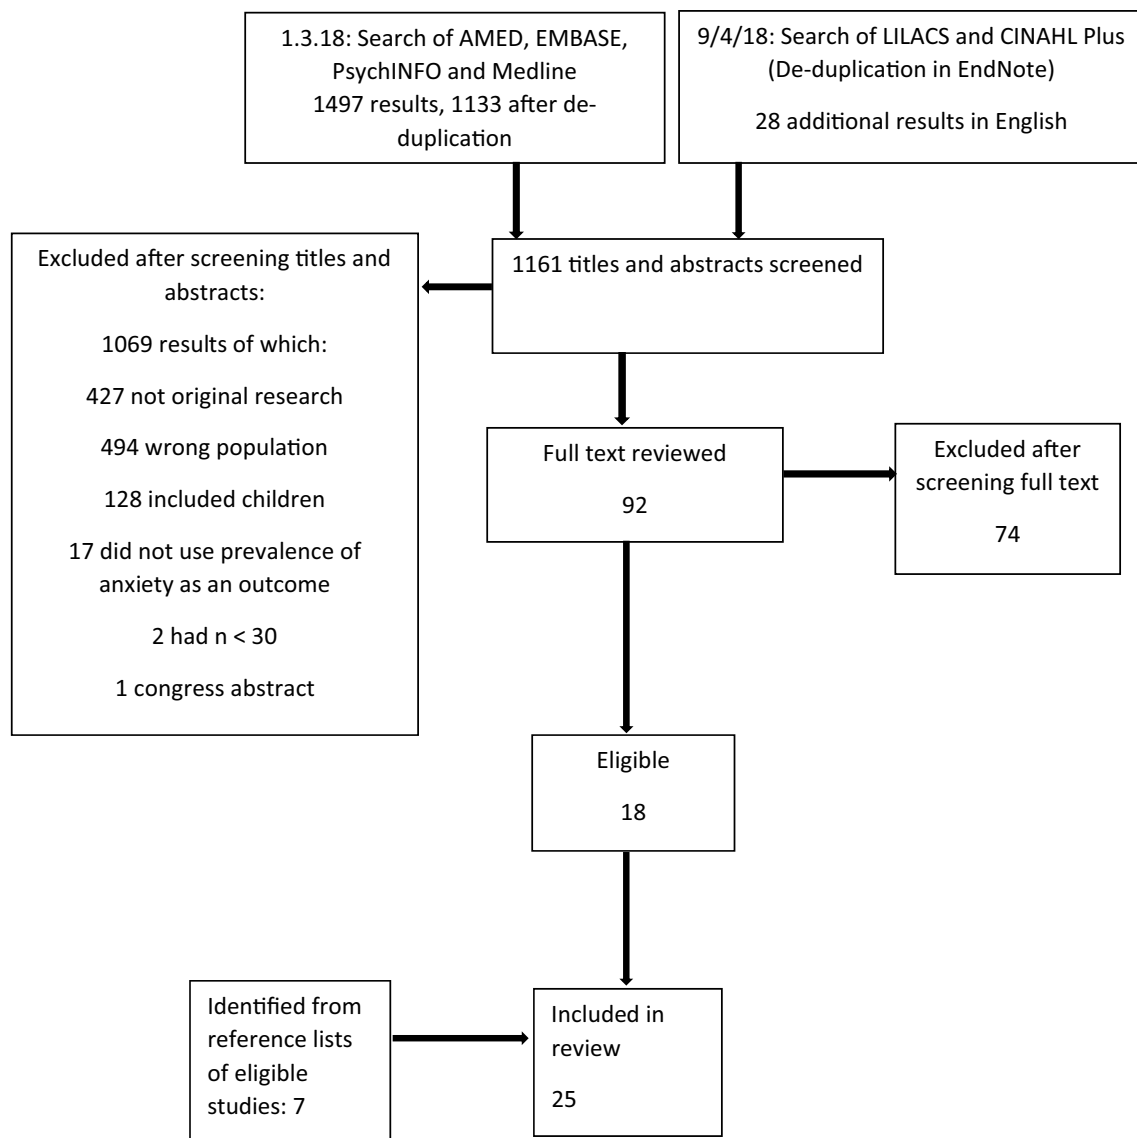 1.3.18: Search of AMED, EMBASE,
PsychINFO and Medline
1497 results, 1133 after de-
duplication
9/4/18: Search of LILACS and CINAHL Plus
(De-duplication in EndNote)
28 additional results in English
1161 titles and abstracts screened
Excluded after screening titles and
abstracts:
1069 results of which:
427 not original research
494 wrong population
128 included children
17 did not use prevalence of
anxiety as an outcome
2 had n < 30
1 congress abstract
Full text reviewed
92
Excluded after
screening full text
74
Eligible
18
Identified from
reference lists
of eligible
studies: 7
Included in
review
25